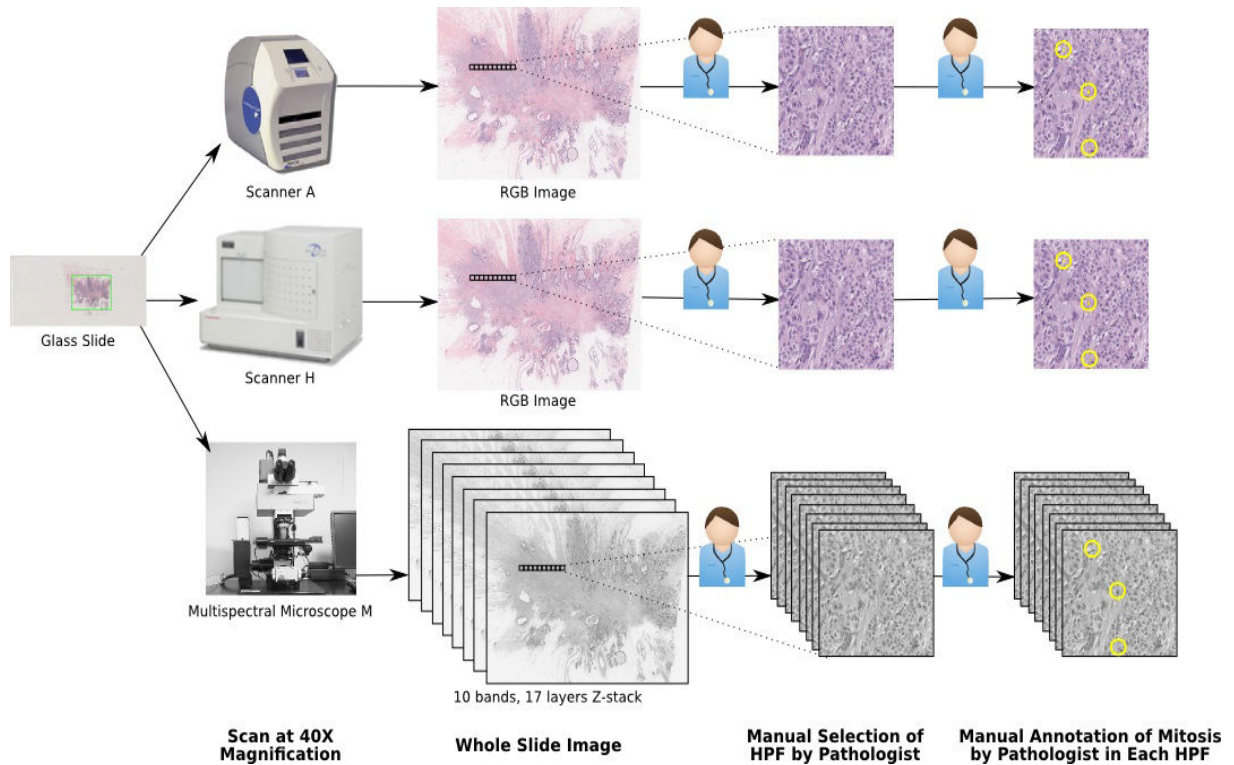 Scanner A
RGB Image
Glass Slide
Scanner H
RGB Image
Multispectral Microscope M
10 bands, 17 layers Z-stack
Scan at 40X
Magnification
Whole Slide Image
Manual Selection of
HPF by Pathologist
Manual Annotation of Mitosis
by Pathologist in Each HPF